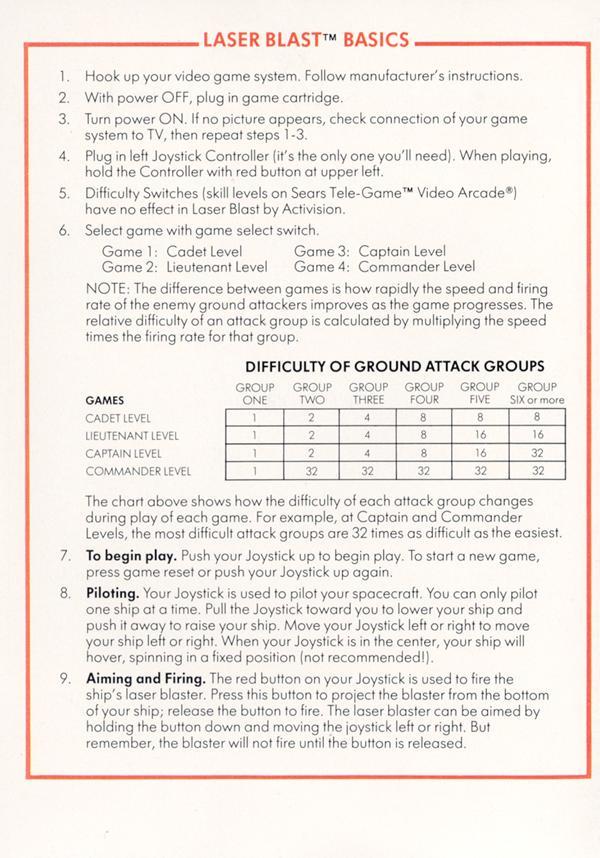 LASER BLAST™ BASICS
1. Hook up your video game system. Follow manufacturer's instructions.
2. With power OFF, plug in game cartridge.
3. Turn power ON. If no picture appears, check connection of your game
system to TV, then repeat steps 1-3.
4. Plug in left Joystick Controller (it's the only one you'll need). When playing,
hold the Controller with red button at upper left.
5. Difficulty Switches (skill levels on Sears Tele-Game™ Video Arcade®)
have no effect in Laser Blast by Activision.
6. Select game with game select switch.
Game 1: Cadet Level Game 3: Captain Level
Game 2: Lieutenant Level Game 4: Commander Level
NOTE: The difference between games is how rapidly the speed and firing
rate of the enemy ground attackers improves as the game progresses. The
relative difficulty of an attack group is calculated by multiplying the speed
times the firing rate for that group.
DIFFICULTY OF GROUND ATTACK GROUPS
GROUP GROUP GROUP GROUP GROUP GROUP
GAMES ONE TWO THREE FOUR FIVE SIX or more
CADET LEVEL 1 2 4 8 8 8
LIEUTENANT LEVEL 1 2 4 8 16 16
CAPTAIN LEVEL 1 2 4 8 16 32
COMMANDER LEVEL 1 32 32 32 32 32
The chart above shows how the difficulty of each attack group changes
during play of each game. For example, at Captain and Commander
Levels, the most difficult attack groups are 32 times as difficult as the easiest.
7. To begin play. Push your Joystick up to begin play. To start a new game,
press game reset or push your Joystick up again.
8. Piloting. Your Joystick is used to pilot your spacecraft. You can only pilot
one ship at a time. Pull the Joystick toward you to lower your ship and
push it away to raise your ship. Move your Joystick left or right to move
your ship left or right. When your Joystick is in the center, your ship will
hover, spinning in a fixed position (not recommended!).
9. Aiming and Firing. The red button on your Joystick is used to fire the
ship's laser blaster. Press this button to project the blaster from the bottom
of your ship; release the button to fire. The laser blaster can be aimed by
holding the button down and moving the joystick left or right. But
remember, the blaster will not fire until the button is released.